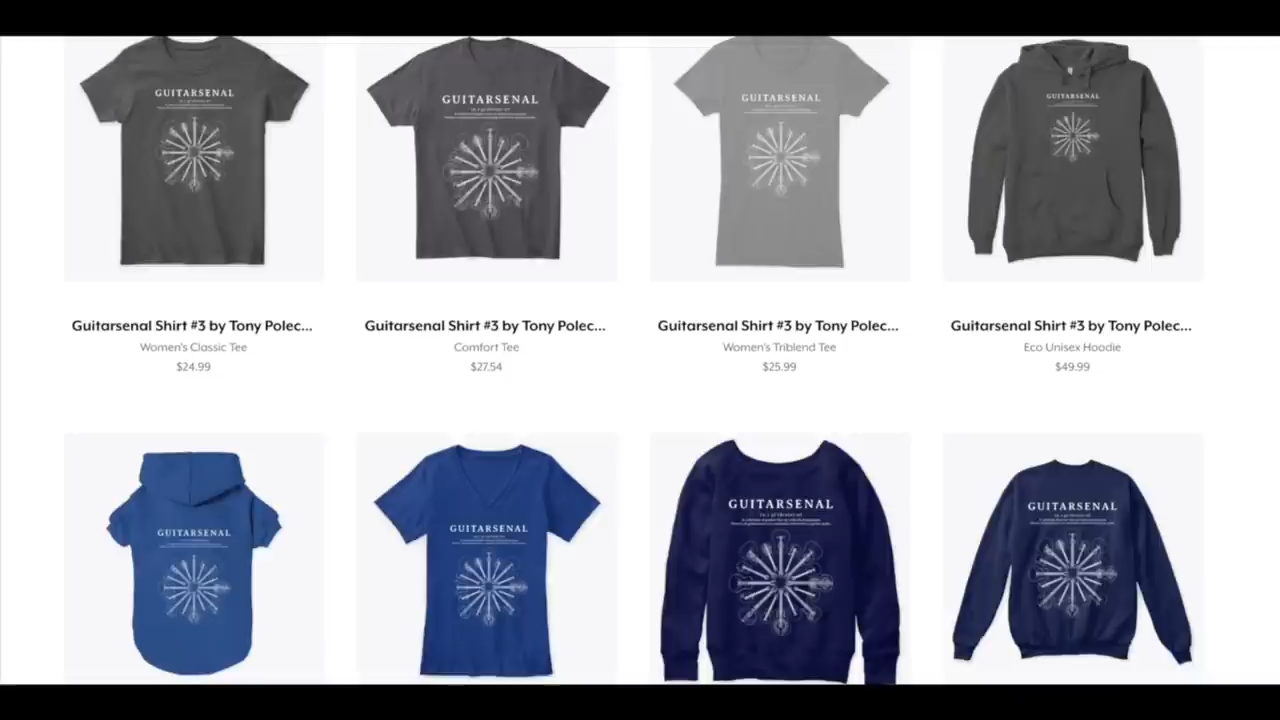 GUITARSENAL
GUITARSENAL
GUITARSENAL
GUITARSENAL
Guitarsenal Shirt #3 by Tony Polec...
Women's Classic Tee
$24.99
Guitarsenal Shirt #3 by Tony Polec...
Comfort Tee
$27.54
Guitarsenal Shirt #3 by Tony Polec...
Women's Triblend Tee
$25.99
Guitarsenal Shirt #3 by Tony Polec...
Eco Unisex Hoodie
$49.99
GUITARSENAL
GUITARSENAL
GUITARSENAL
GUITARSENAL